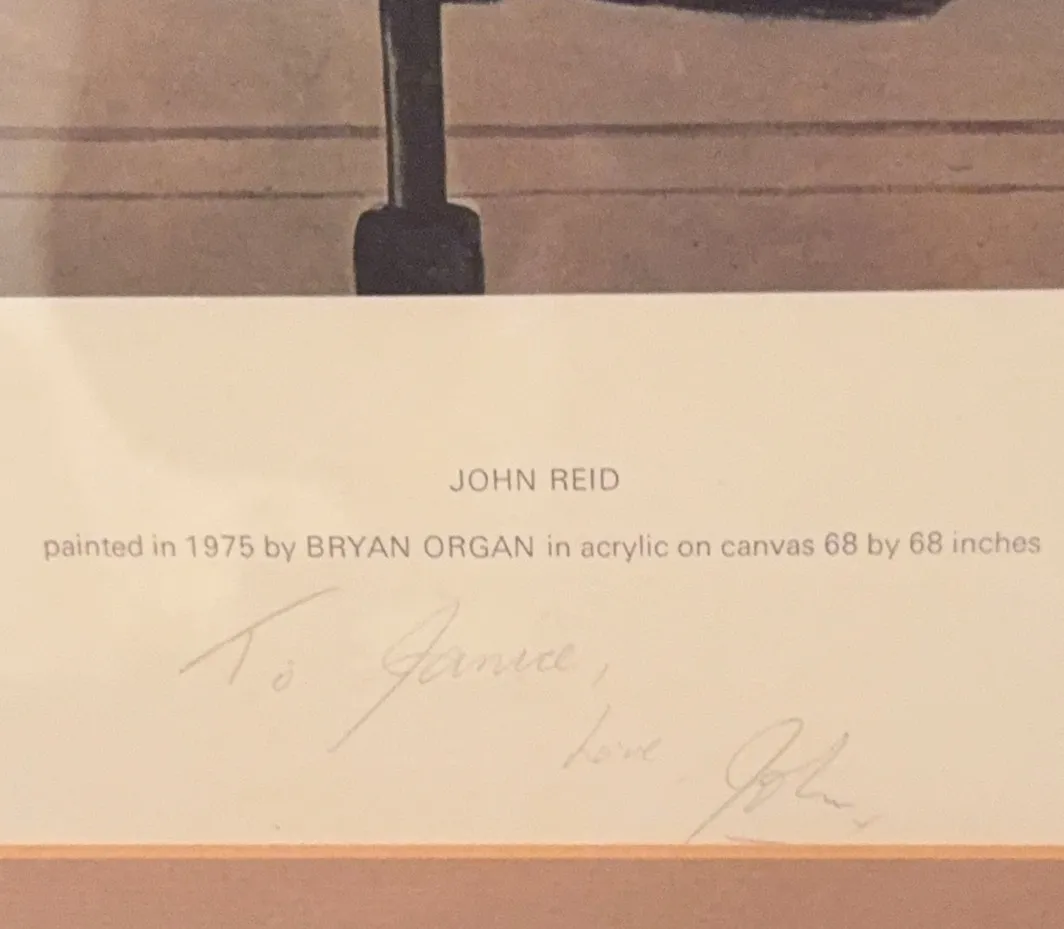 JOHN REID
painted in 1975 by BRYAN ORGAN in acrylic on canvas 68 by 68 inches
To Janice,
Love John x